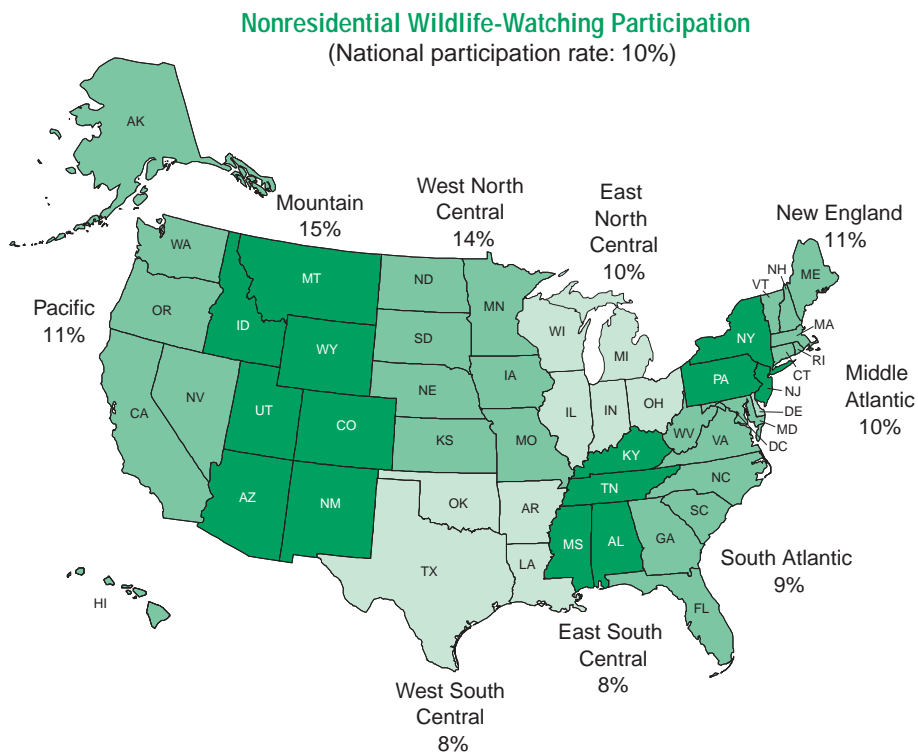 Nonresidential Wildlife-Watching Participation
(National participation rate: 10%)
AK
Mountain
15%
West North
Central
14%
East
North
Central
10%
New England
11%
Pacific
11%
Middle
Atlantic
10%
South Atlantic
9%
East South
Central
8%
West South
Central
8%
WA
OR
CA
NV
ID
MT
WY
UT
CO
AZ
NM
ND
SD
NE
KS
MN
IA
MO
WI
MI
IL
IN
OH
OK
AR
TX
LA
KY
TN
MS
AL
NY
PA
NJ
VT
NH
ME
MA
RI
CT
DE
MD
DC
WV
VA
NC
SC
GA
FL
HI